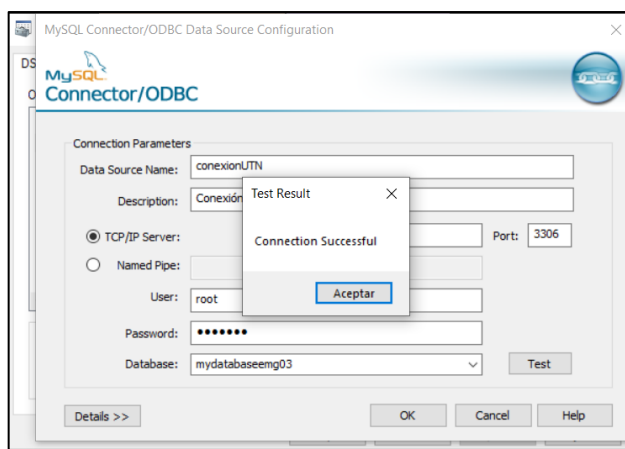 MySQL Connector/ODBC Data Source Configuration
DS
MySQL
Connector/ODBC
Connection Parameters
Data Source Name: conexionUTN
Description: Conexión
TCP/IP Server: Port: 3306
Named Pipe:
User: root
Password: •••••••
Database: mydatabaseemg03 Test
Test Result
Connection Successful
Aceptar
Details >> OK Cancel Help